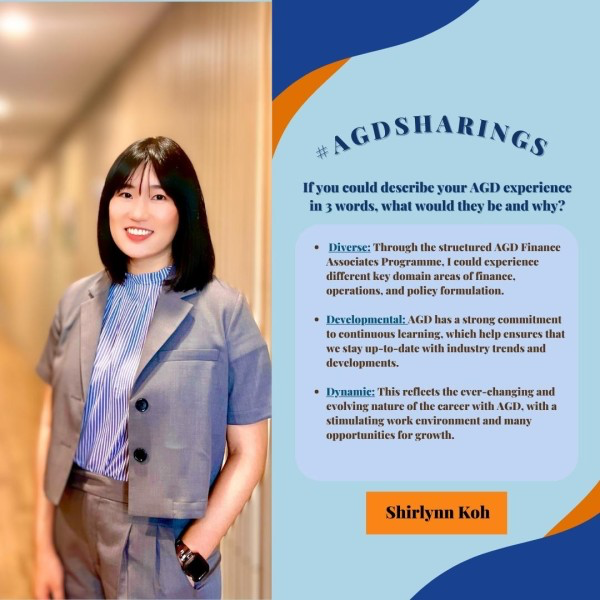 #AGDSHARINGS
If you could describe your AGD experience
in 3 words, what would they be and why?
• Diverse: Through the structured AGD Finance
Associates Programme, I could experience
different key domain areas of finance,
operations, and policy formulation.
• Developmental: AGD has a strong commitment
to continuous learning, which help ensures that
we stay up-to-date with industry trends and
developments.
• Dynamic: This reflects the ever-changing and
evolving nature of the career with AGD, with a
stimulating work environment and many
opportunities for growth.
Shirlynn Koh